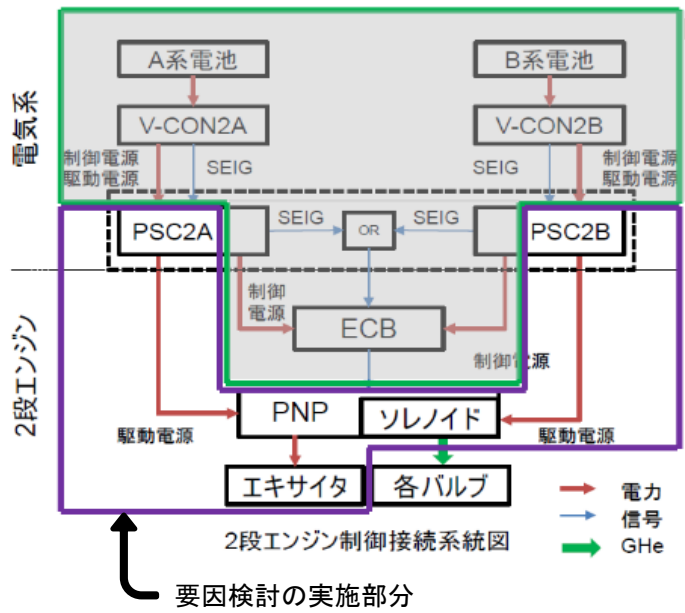 電気系
A系電池
B系電池
V-CON2A
V-CON2B
制御電源
駆動電源
SEIG
SEIG
制御電源
駆動電源
PSC2A
SEIG
OR
SEIG
PSC2B
制御
電源
ECB
制御電源
2段エンジン
PNP
ソレノイド
駆動電源
駆動電源
エキサイタ
各バルブ
電力
信号
GHe
2段エンジン制御接続系統図
要因検討の実施部分